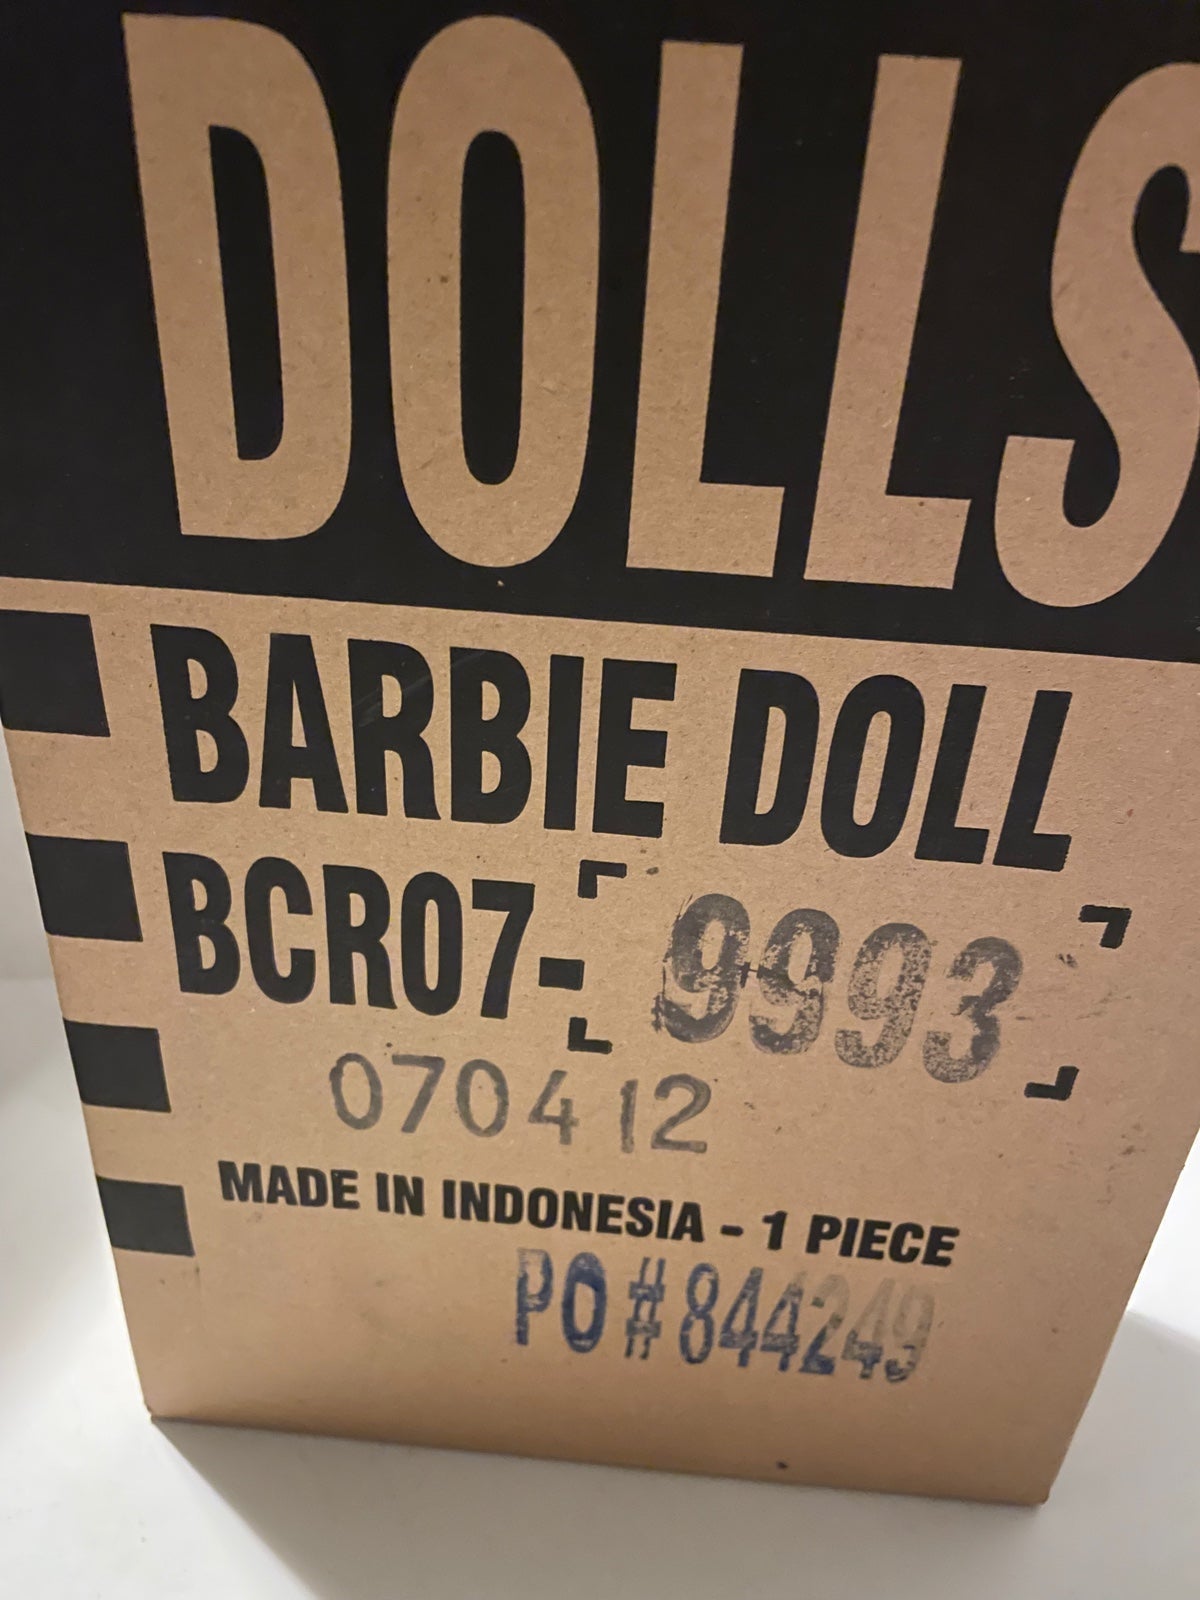 DOLLS
BARBIE DOLL
BCR07- 9993
070412
MADE IN INDONESIA - 1 PIECE
PO # 844249